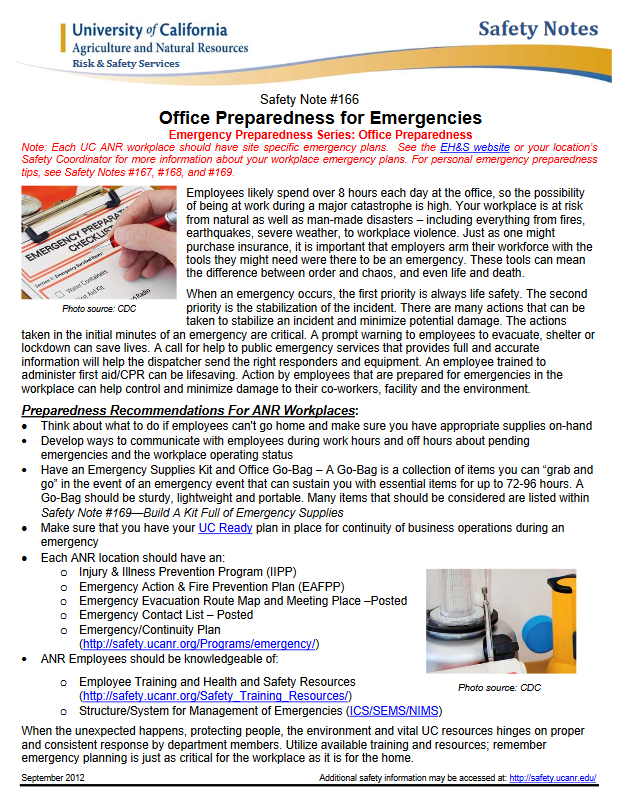 University of California
Agriculture and Natural Resources
Risk & Safety Services
Safety Notes
Safety Note #166
Office Preparedness for Emergencies
Emergency Preparedness Series: Office Preparedness
Note: Each UC ANR workplace should have site specific emergency plans. See the EH&S website or your location's
Safety Coordinator for more information about your workplace emergency plans. For personal emergency preparedness
tips, see Safety Notes #167, #168, and #169.
EMERGENCY PREPARA
CHECKLIST
Water Containers
Aid Kit
Radio
Photo source: CDC
Employees likely spend over 8 hours each day at the office, so the possibility
of being at work during a major catastrophe is high. Your workplace is at risk
from natural as well as man-made disasters – including everything from fires,
earthquakes, severe weather, to workplace violence. Just as one might
purchase insurance, it is important that employers arm their workforce with the
tools they might need were there to be an emergency. These tools can mean
the difference between order and chaos, and even life and death.
When an emergency occurs, the first priority is always life safety. The second
priority is the stabilization of the incident. There are many actions that can be
taken to stabilize an incident and minimize potential damage. The actions
taken in the initial minutes of an emergency are critical. A prompt warning to employees to evacuate, shelter or
lockdown can save lives. A call for help to public emergency services that provides full and accurate
information will help the dispatcher send the right responders and equipment. An employee trained to
administer first aid/CPR can be lifesaving. Action by employees that are prepared for emergencies in the
workplace can help control and minimize damage to their co-workers, facility and the environment.
Preparedness Recommendations For ANR Workplaces:
• Think about what to do if employees can't go home and make sure you have appropriate supplies on-hand
• Develop ways to communicate with employees during work hours and off hours about pending
emergencies and the workplace operating status
• Have an Emergency Supplies Kit and Office Go-Bag – A Go-Bag is a collection of items you can "grab and
go" in the event of an emergency event that can sustain you with essential items for up to 72-96 hours. A
Go-Bag should be sturdy, lightweight and portable. Many items that should be considered are listed within
Safety Note #169—Build A Kit Full of Emergency Supplies
• Make sure that you have your UC Ready plan in place for continuity of business operations during an
emergency
• Each ANR location should have an:
o Injury & Illness Prevention Program (IIPP)
o Emergency Action & Fire Prevention Plan (EAFPP)
o Emergency Evacuation Route Map and Meeting Place –Posted
o Emergency Contact List – Posted
o Emergency/Continuity Plan
(http://safety.ucanr.org/Programs/emergency/)
• ANR Employees should be knowledgeable of:
o Employee Training and Health and Safety Resources
(http://safety.ucanr.org/Safety_Training_Resources/)
o Structure/System for Management of Emergencies (ICS/SEMS/NIMS)
Photo source: CDC
When the unexpected happens, protecting people, the environment and vital UC resources hinges on proper
and consistent response by department members. Utilize available training and resources; remember
emergency planning is just as critical for the workplace as it is for the home.
September 2012
Additional safety information may be accessed at: http://safety.ucanr.edu/